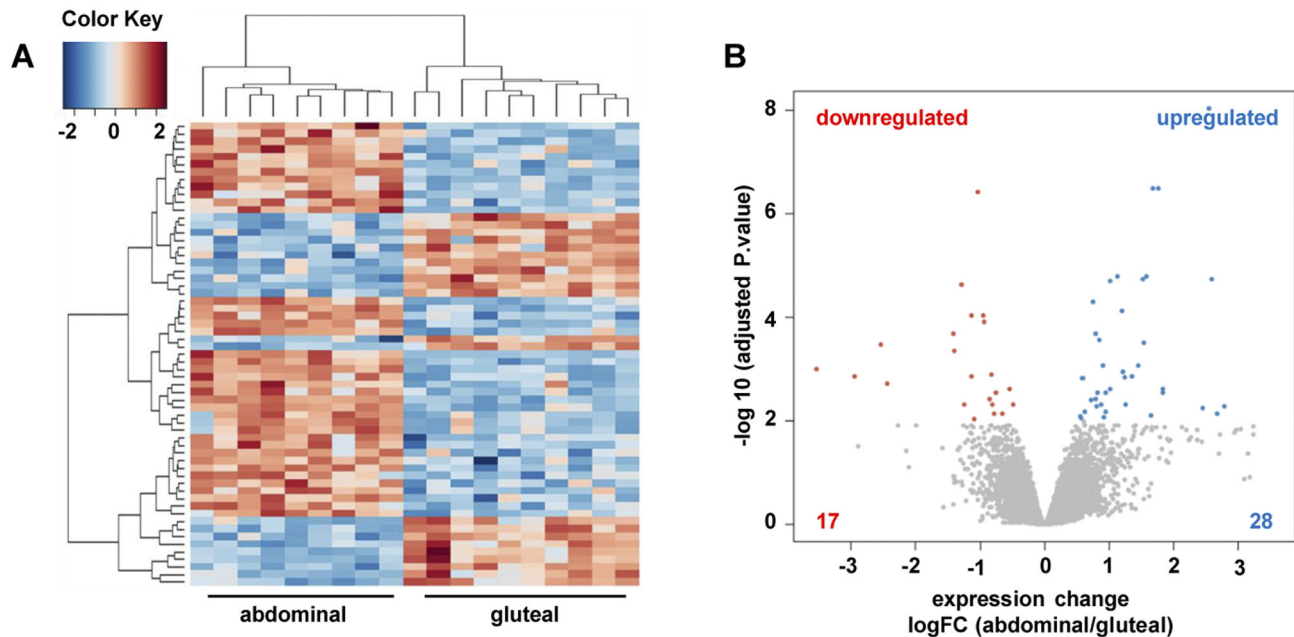 Color Key
A
-2 0 2
abdominal
gluteal
B
downregulated
upregulated
-log 10 (adjusted P.value)
8
6
4
2
0
17
28
-3 -2 -1 0 1 2 3
expression change
logFC (abdominal/gluteal)